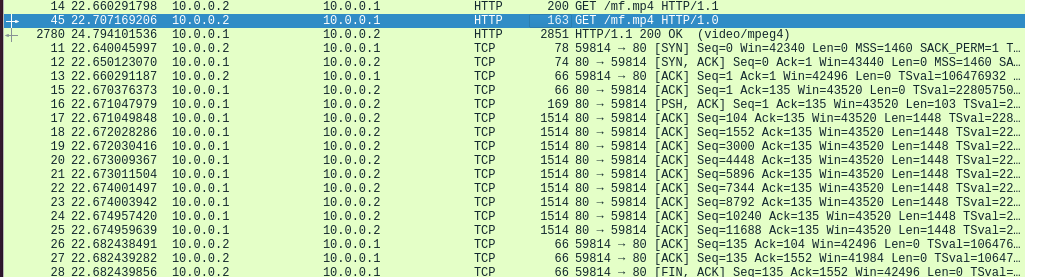 14 22.660291798 10.0.0.2 10.0.0.1 HTTP 200 GET /mf.mp4 HTTP/1.1
45 22.707169206 10.0.0.2 10.0.0.1 HTTP 163 GET /mf.mp4 HTTP/1.0
2780 24.794101536 10.0.0.1 10.0.0.2 HTTP 2851 HTTP/1.1 200 OK (video/mpeg4)
11 22.640045997 10.0.0.2 10.0.0.1 TCP 78 59814 → 80 [SYN] Seq=0 Win=42340 Len=0 MSS=1460 SACK_PERM=1 T…
12 22.650123070 10.0.0.1 10.0.0.2 TCP 74 80 → 59814 [SYN, ACK] Seq=0 Ack=1 Win=43440 Len=0 MSS=1460 SA…
13 22.660291187 10.0.0.2 10.0.0.1 TCP 66 59814 → 80 [ACK] Seq=1 Ack=1 Win=42496 Len=0 TSval=106476932 …
15 22.670376373 10.0.0.1 10.0.0.2 TCP 66 80 → 59814 [ACK] Seq=1 Ack=135 Win=43520 Len=0 TSval=22805750…
16 22.671047979 10.0.0.1 10.0.0.2 TCP 169 80 → 59814 [PSH, ACK] Seq=1 Ack=135 Win=43520 Len=103 TSval=2…
17 22.671049848 10.0.0.1 10.0.0.2 TCP 1514 80 → 59814 [ACK] Seq=104 Ack=135 Win=43520 Len=1448 TSval=228…
18 22.672028286 10.0.0.1 10.0.0.2 TCP 1514 80 → 59814 [ACK] Seq=1552 Ack=135 Win=43520 Len=1448 TSval=22…
19 22.672030416 10.0.0.1 10.0.0.2 TCP 1514 80 → 59814 [ACK] Seq=3000 Ack=135 Win=43520 Len=1448 TSval=22…
20 22.673009367 10.0.0.1 10.0.0.2 TCP 1514 80 → 59814 [ACK] Seq=4448 Ack=135 Win=43520 Len=1448 TSval=22…
21 22.673011504 10.0.0.1 10.0.0.2 TCP 1514 80 → 59814 [ACK] Seq=5896 Ack=135 Win=43520 Len=1448 TSval=22…
22 22.674001497 10.0.0.1 10.0.0.2 TCP 1514 80 → 59814 [ACK] Seq=7344 Ack=135 Win=43520 Len=1448 TSval=22…
23 22.674003942 10.0.0.1 10.0.0.2 TCP 1514 80 → 59814 [ACK] Seq=8792 Ack=135 Win=43520 Len=1448 TSval=22…
24 22.674957420 10.0.0.1 10.0.0.2 TCP 1514 80 → 59814 [ACK] Seq=10240 Ack=135 Win=43520 Len=1448 TSval=2…
25 22.674959639 10.0.0.1 10.0.0.2 TCP 1514 80 → 59814 [ACK] Seq=11688 Ack=135 Win=43520 Len=1448 TSval=2…
26 22.682438491 10.0.0.2 10.0.0.1 TCP 66 59814 → 80 [ACK] Seq=135 Ack=104 Win=42496 Len=0 TSval=106476…
27 22.682439282 10.0.0.2 10.0.0.1 TCP 66 59814 → 80 [ACK] Seq=135 Ack=1552 Win=41984 Len=0 TSval=10647…
28 22.682439856 10.0.0.2 10.0.0.1 TCP 66 59814 → 80 [FIN, ACK] Seq=135 Ack=1552 Win=42496 Len=0 TSval=…